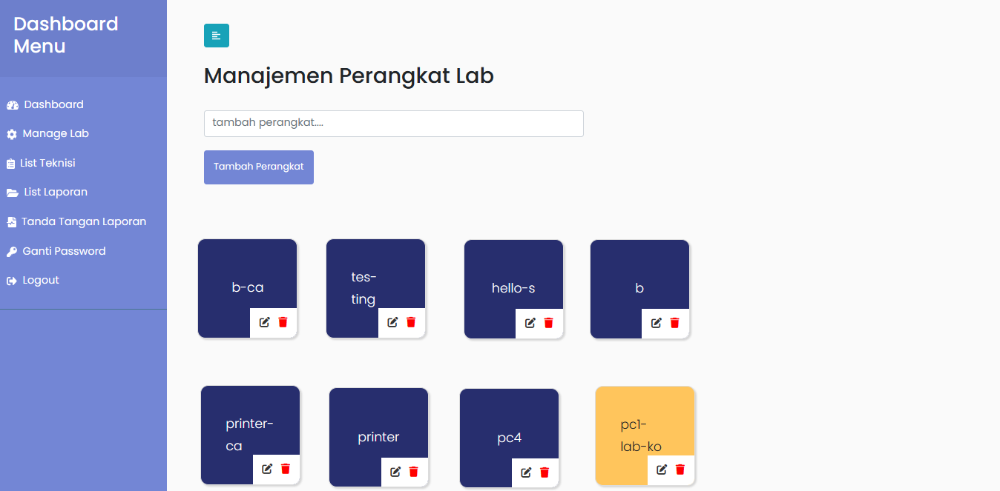 Dashboard
Menu
Dashboard
Manage Lab
List Teknisi
List Laporan
Tanda Tangan Laporan
Ganti Password
Logout
Manajemen Perangkat Lab
tambah perangkat....
Tambah Perangkat
b-ca
tes-
ting
hello-s
b
printer-
ca
printer
pc4
pc1-
lab-ko